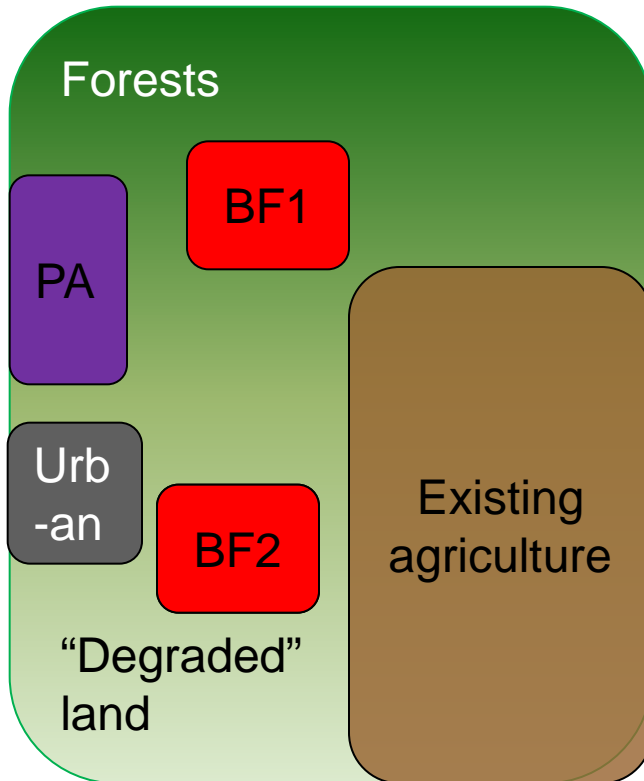 Forests
BF1
PA
Urb
-an
BF2
Existing
agriculture
“Degraded”
land